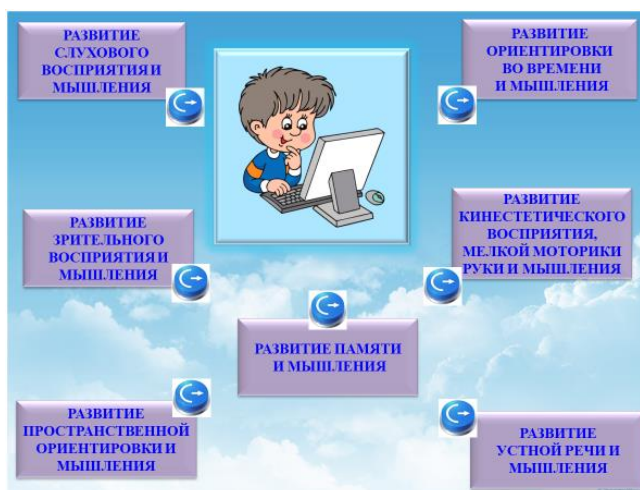 РАЗВИТИЕ
СЛУХОВОГО
ВОСПРИЯТИЯ И
МЫШЛЕНИЯ
РАЗВИТИЕ
ОРИЕНТИРОВКИ
ВО ВРЕМЕНИ
И МЫШЛЕНИЯ
РАЗВИТИЕ
ЗРИТЕЛЬНОГО
ВОСПРИЯТИЯ И
МЫШЛЕНИЯ
РАЗВИТИЕ
КИНЕСТЕТИЧЕСКОГО
ВОСПРИЯТИЯ,
МЕЛКОЙ МОТОРИКИ
РУКИ И МЫШЛЕНИЯ
РАЗВИТИЕ ПАМЯТИ
И МЫШЛЕНИЯ
РАЗВИТИЕ
ПРОСТРАНСТВЕННОЙ
ОРИЕНТИРОВКИ И
МЫШЛЕНИЯ
РАЗВИТИЕ
УСТНОЙ РЕЧИ И
МЫШЛЕНИЯ